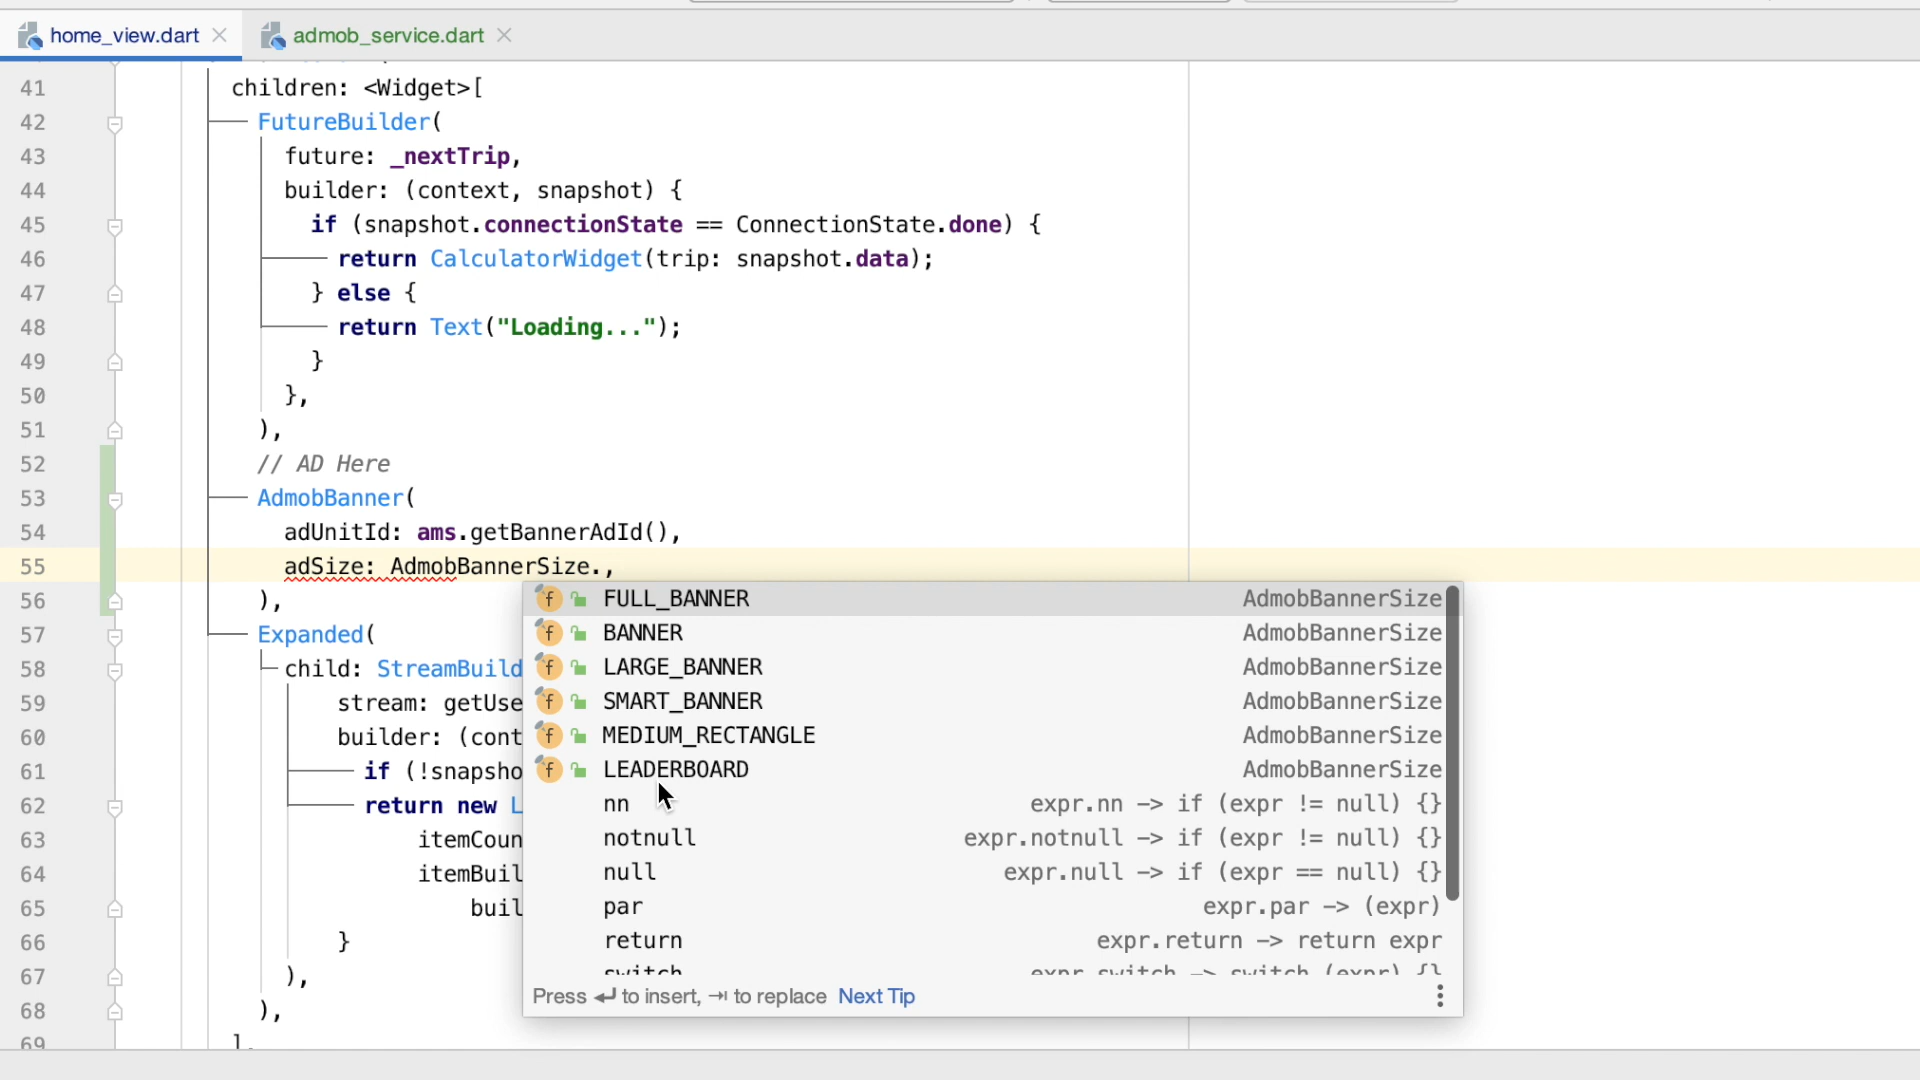 home_view.dart
admob_service.dart
41 children: <Widget>[
42 FutureBuilder(
43 future: _nextTrip,
44 builder: (context, snapshot) {
45 if (snapshot.connectionState == ConnectionState.done) {
46 return CalculatorWidget(trip: snapshot.data);
47 } else {
48 return Text("Loading...");
49 }
50 },
51 ),
52 // AD Here
53 AdmobBanner(
54 adUnitId: ams.getBannerAdId(),
55 adSize: AdmobBannerSize.,
56 ),
57 Expanded(
58 child: StreamBuild
59 stream: getUse
60 builder: (cont
61 if (!snapsho
62 return new L
63 itemCoun
64 itemBuil
65 buil
66 }
67 ),
68 ),
69 ],
f FULL_BANNER AdmobBannerSize
f BANNER AdmobBannerSize
f LARGE_BANNER AdmobBannerSize
f SMART_BANNER AdmobBannerSize
f MEDIUM_RECTANGLE AdmobBannerSize
f LEADERBOARD AdmobBannerSize
nn expr.nn -> if (expr != null) {}
notnull expr.notnull -> if (expr != null) {}
null expr.null -> if (expr == null) {}
par expr.par -> (expr)
return expr.return -> return expr
switch expr.switch -> switch (expr) {}
Press ↵ to insert, ⇥ to replace Next Tip